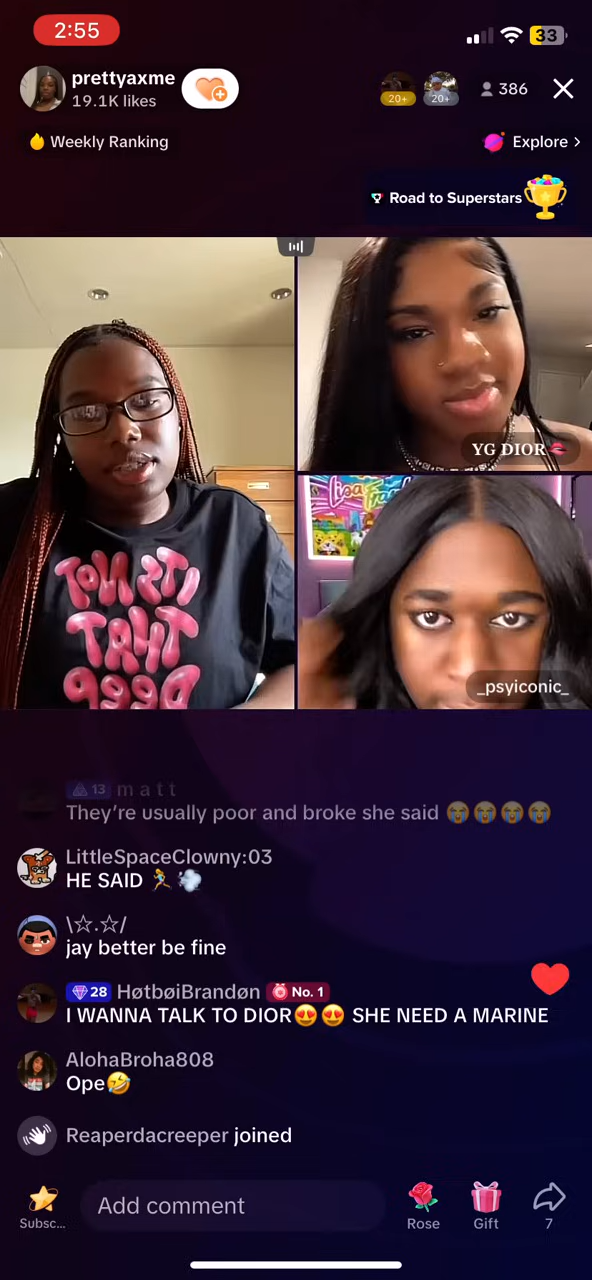 2:55
33
prettyaxme
19.1K likes
20+
20+
386
Weekly Ranking
Explore >
Road to Superstars
YG DIOR💋
Lisa Fra
_psyiconic_
13 m a t t
They're usually poor and broke she said 😭😭😭😭
LittleSpaceClowny:03
HE SAID 🏃💨
\☆.☆/
jay better be fine
28 HøtbøiBrandøn No. 1
I WANNA TALK TO DIOR😍😍 SHE NEED A MARINE
AlohaBroha808
Ope🤣
Reaperdacreeper joined
Subsc...
Add comment
Rose
Gift
7